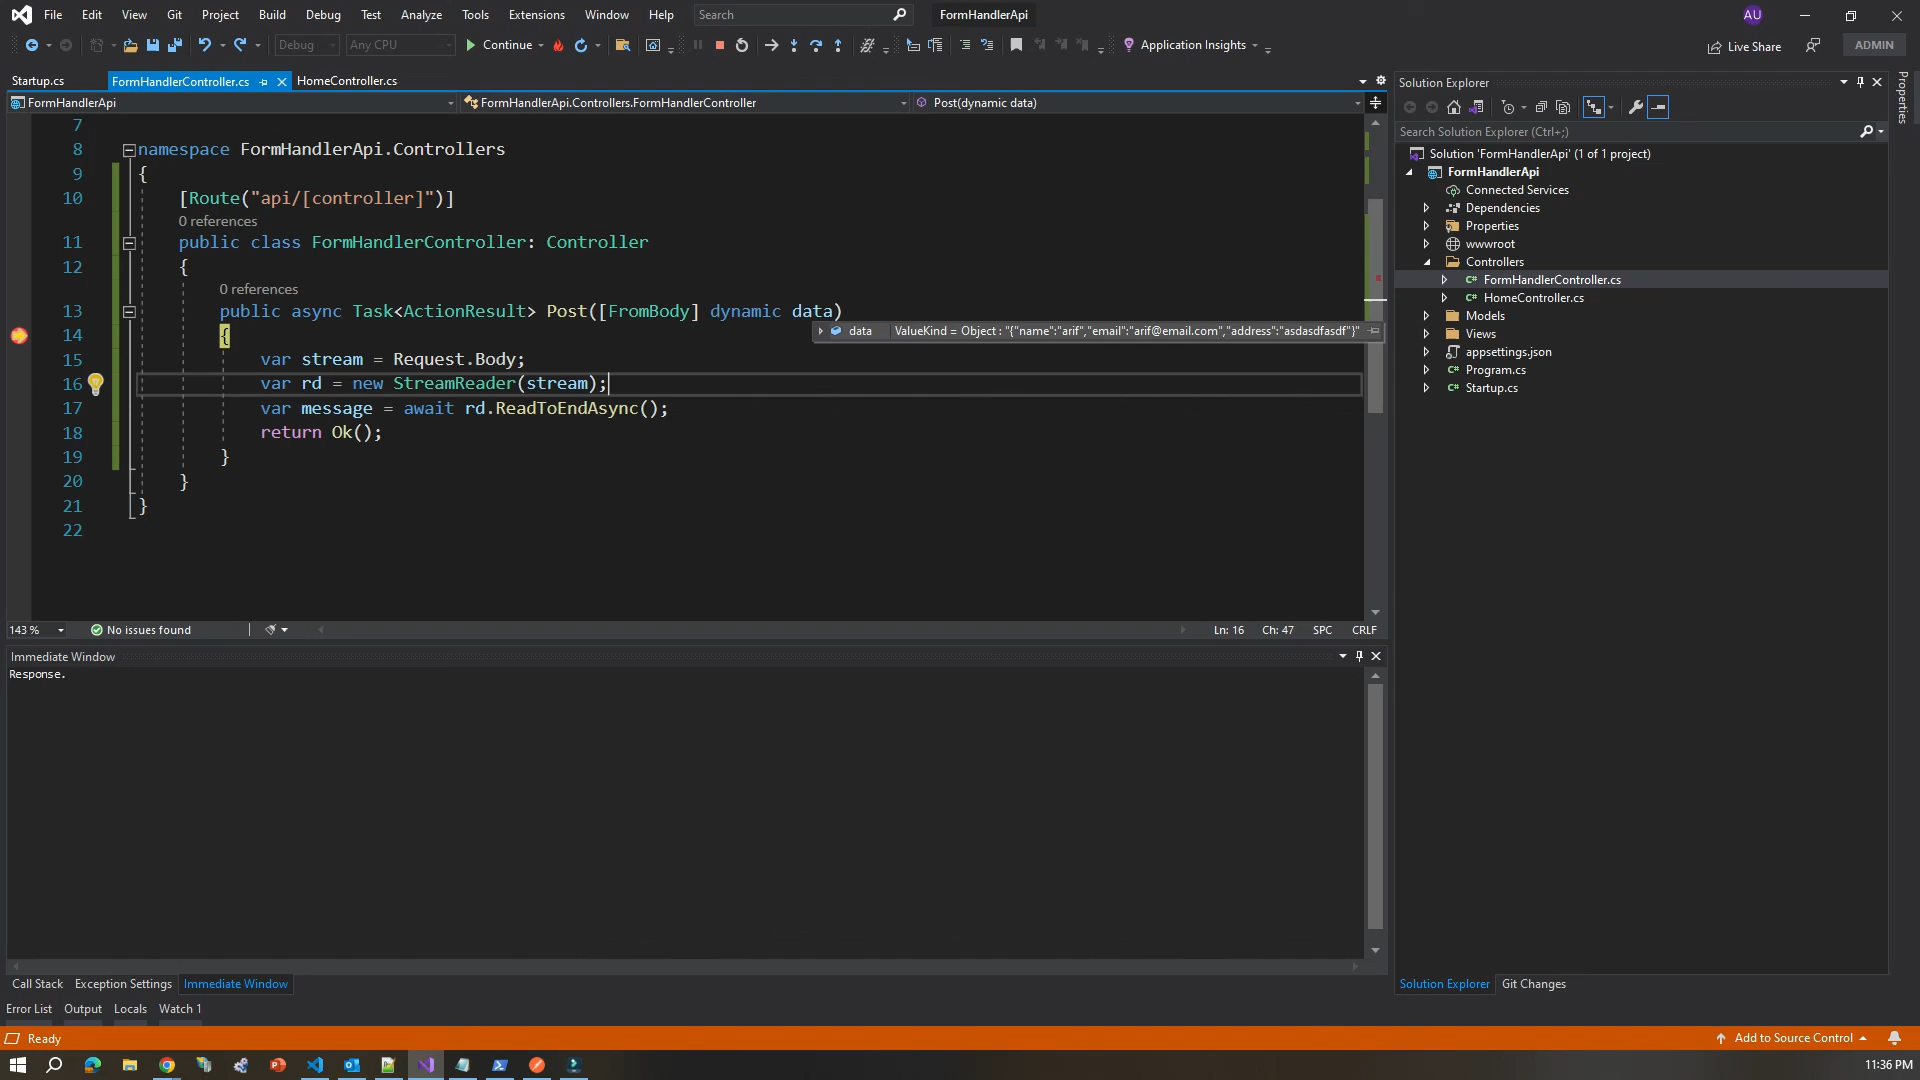 File Edit View Git Project Build Debug Test Analyze Tools Extensions Window Help Search FormHandlerApi AU
Debug Any CPU Continue Application Insights Live Share ADMIN
Startup.cs FormHandlerController.cs HomeController.cs
FormHandlerApi FormHandlerApi.Controllers.FormHandlerController Post(dynamic data)
7
8 namespace FormHandlerApi.Controllers
9 {
10 [Route("api/[controller]")]
0 references
11 public class FormHandlerController: Controller
12 {
0 references
13 public async Task<ActionResult> Post([FromBody] dynamic data)
data ValueKind = Object : "{"name":"arif","email":"arif@email.com","address":"asdasdfasdf"}"
14 {
15 var stream = Request.Body;
16 var rd = new StreamReader(stream);
17 var message = await rd.ReadToEndAsync();
18 return Ok();
19 }
20 }
21 }
22
143 % No issues found Ln: 16 Ch: 47 SPC CRLF
Immediate Window
Response.
Call Stack Exception Settings Immediate Window
Error List Output Locals Watch 1
Solution Explorer
Search Solution Explorer (Ctrl+;)
Solution 'FormHandlerApi' (1 of 1 project)
FormHandlerApi
Connected Services
Dependencies
Properties
wwwroot
Controllers
C# FormHandlerController.cs
C# HomeController.cs
Models
Views
appsettings.json
C# Program.cs
C# Startup.cs
Solution Explorer Git Changes
Properties
Ready Add to Source Control
11:36 PM